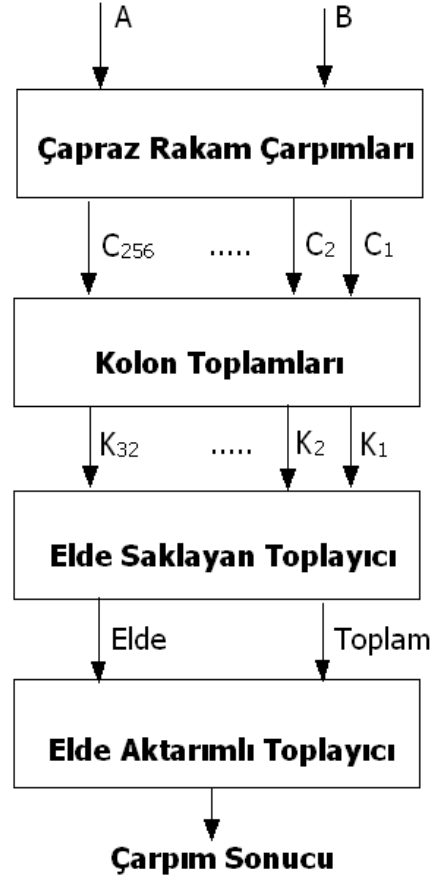 A B
Çapraz Rakam Çarpımları
C256 ..... C2 C1
Kolon Toplamları
K32 ..... K2 K1
Elde Saklayan Toplayıcı
Elde Toplam
Elde Aktarımlı Toplayıcı
Çarpım Sonucu